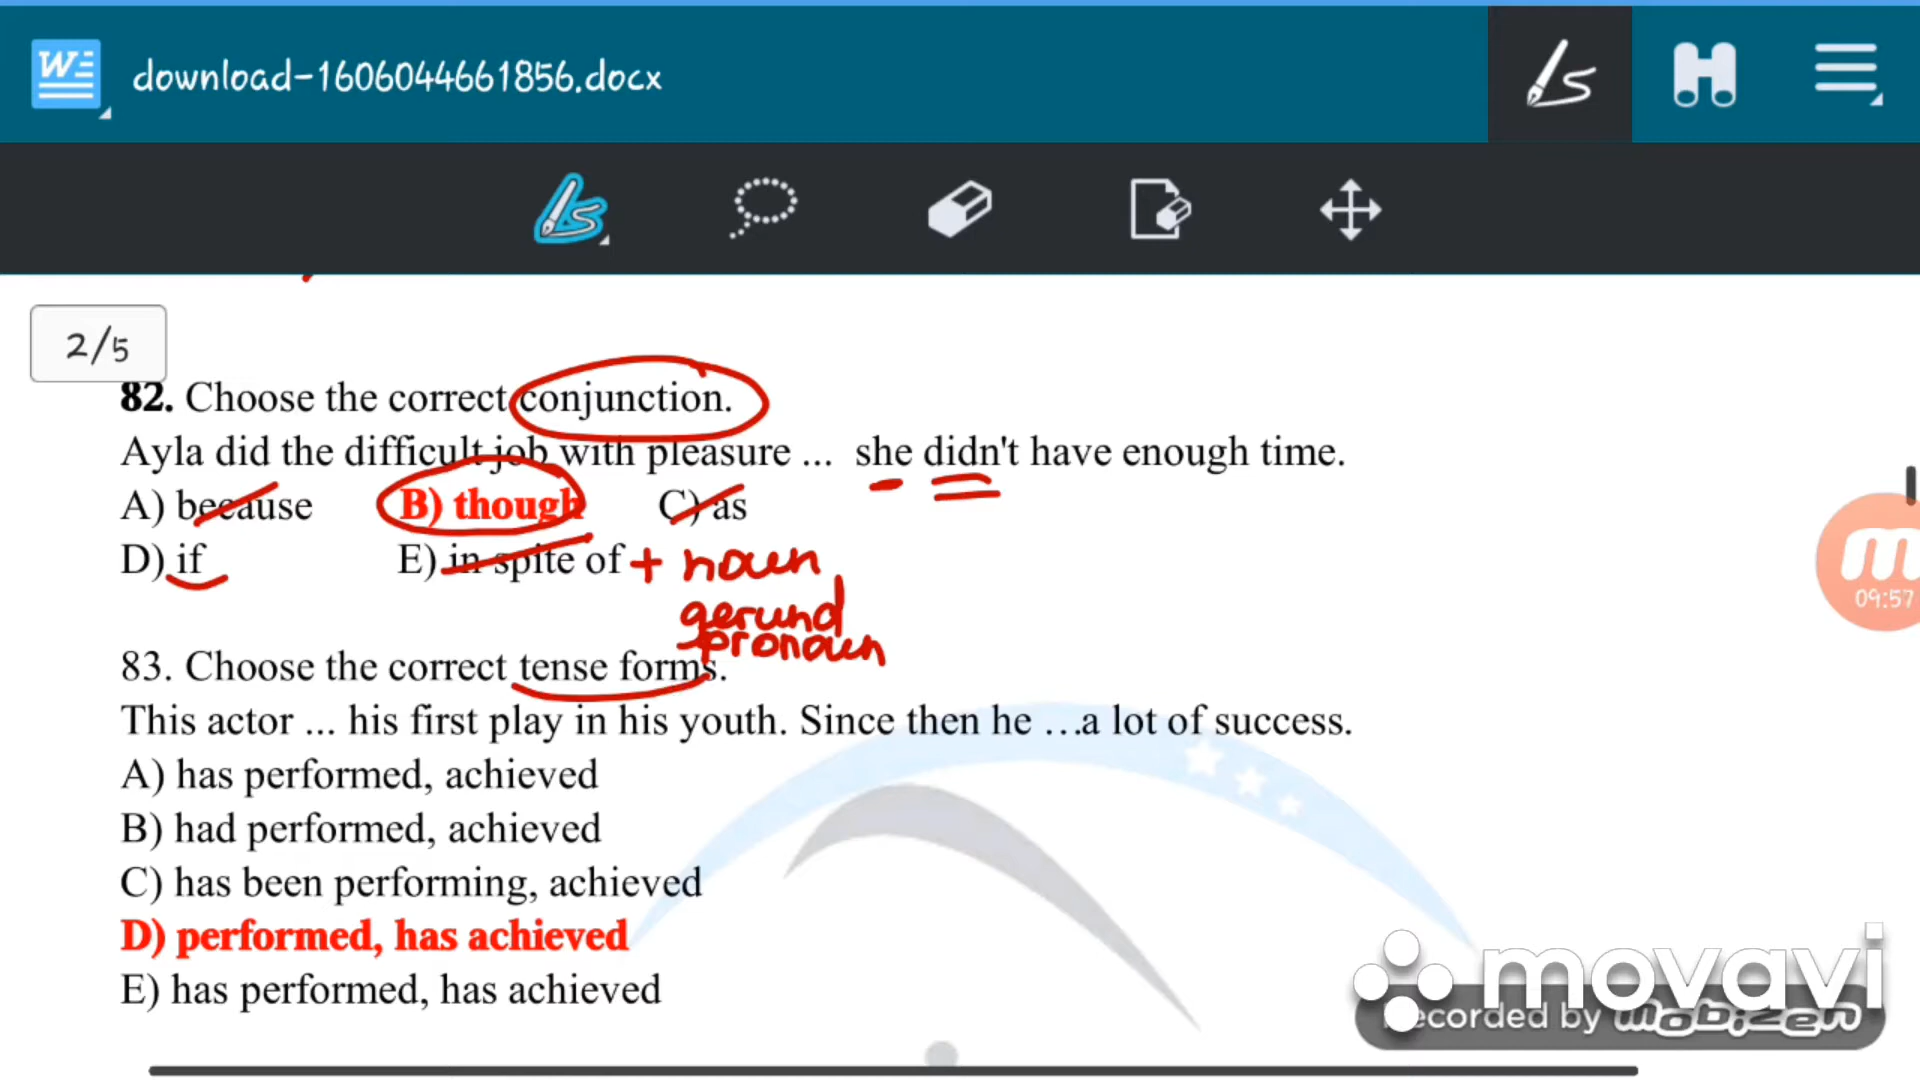 W
download-1606044661856.docx
2/5
82. Choose the correct conjunction.
Ayla did the difficult job with pleasure ... she didn't have enough time.
A) because B) though C) as
D) if E) in spite of + noun
gerund
pronoun
83. Choose the correct tense forms.
This actor ... his first play in his youth. Since then he …a lot of success.
A) has performed, achieved
B) had performed, achieved
C) has been performing, achieved
D) performed, has achieved
E) has performed, has achieved
09:57
movavi
ecorded by Mobizen